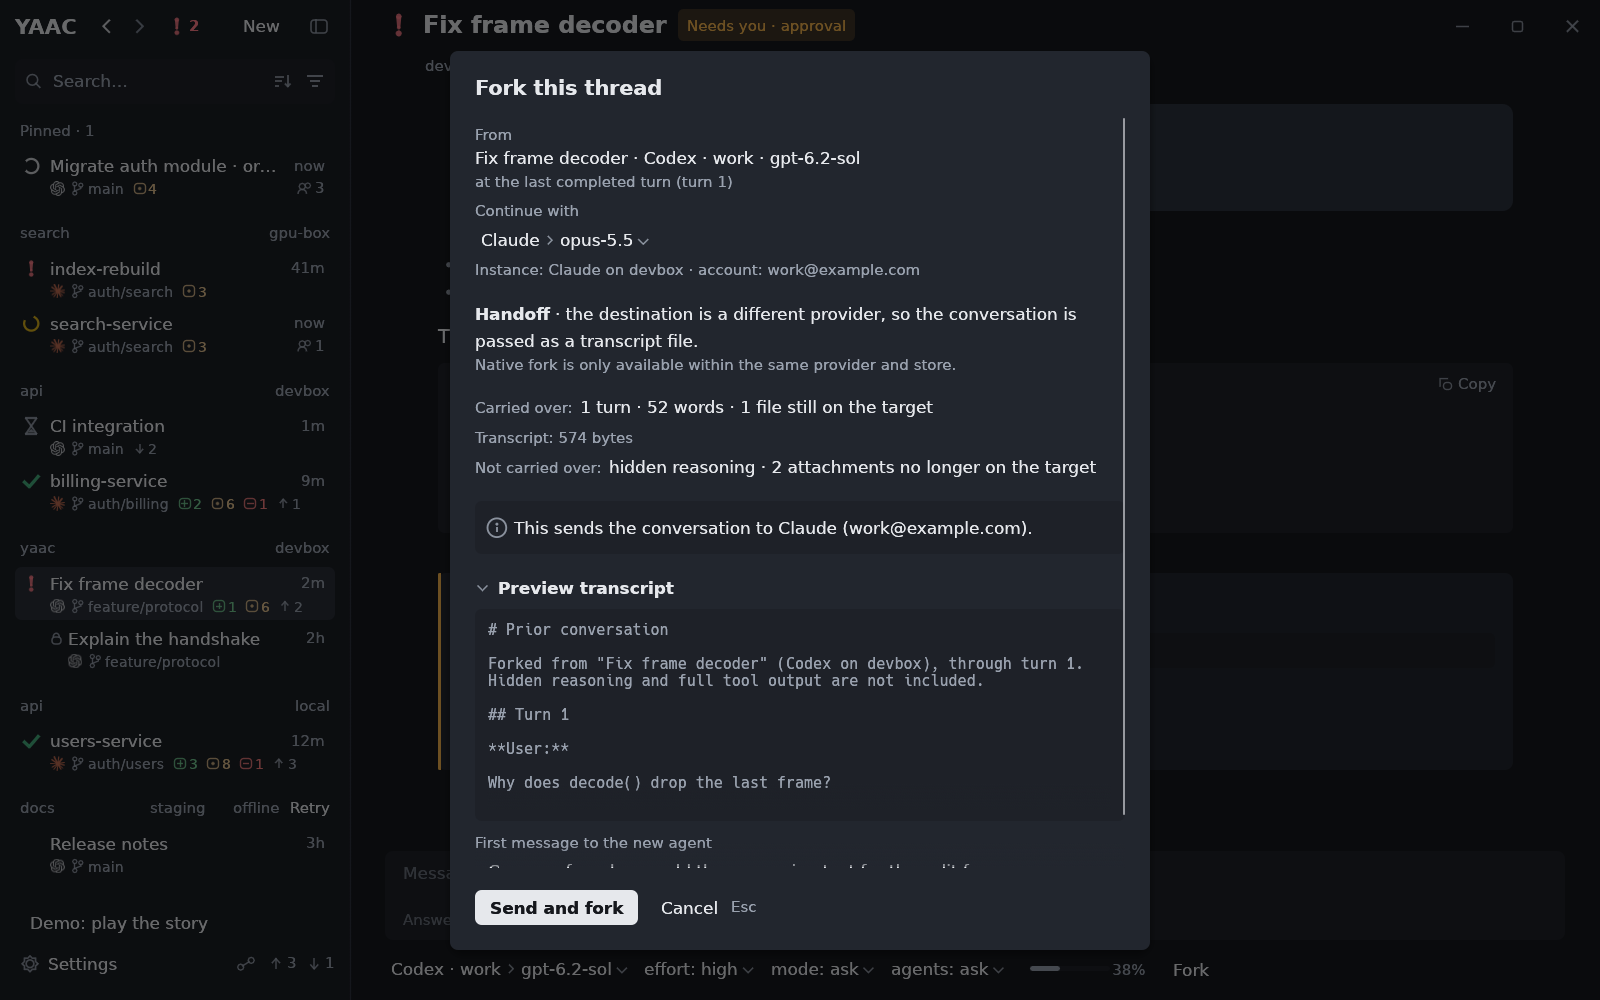 YAAC
2
New
Search...
Pinned · 1
Migrate auth module · or... now
main 4 3
search gpu-box
index-rebuild 41m
auth/search 3
search-service now
auth/search 3 1
api devbox
CI integration 1m
main ↓2
billing-service 9m
auth/billing 2 6 1 ↑1
yaac devbox
Fix frame decoder 2m
feature/protocol 1 6 ↑2
Explain the handshake 2h
feature/protocol
api local
users-service 12m
auth/users 3 8 1 ↑3
docs staging offline Retry
Release notes 3h
main
Demo: play the story
Settings ↑3 ↓1
Fix frame decoder Needs you · approval
Copy
Fork this thread
From
Fix frame decoder · Codex · work · gpt-6.2-sol
at the last completed turn (turn 1)
Continue with
Claude > opus-5.5
Instance: Claude on devbox · account: work@example.com
Handoff · the destination is a different provider, so the conversation is
passed as a transcript file.
Native fork is only available within the same provider and store.
Carried over: 1 turn · 52 words · 1 file still on the target
Transcript: 574 bytes
Not carried over: hidden reasoning · 2 attachments no longer on the target
This sends the conversation to Claude (work@example.com).
Preview transcript
# Prior conversation
Forked from "Fix frame decoder" (Codex on devbox), through turn 1.
Hidden reasoning and full tool output are not included.
## Turn 1
**User:**
Why does decode() drop the last frame?
First message to the new agent
Send and fork Cancel Esc
Codex · work > gpt-6.2-sol effort: high mode: ask agents: ask 38% Fork